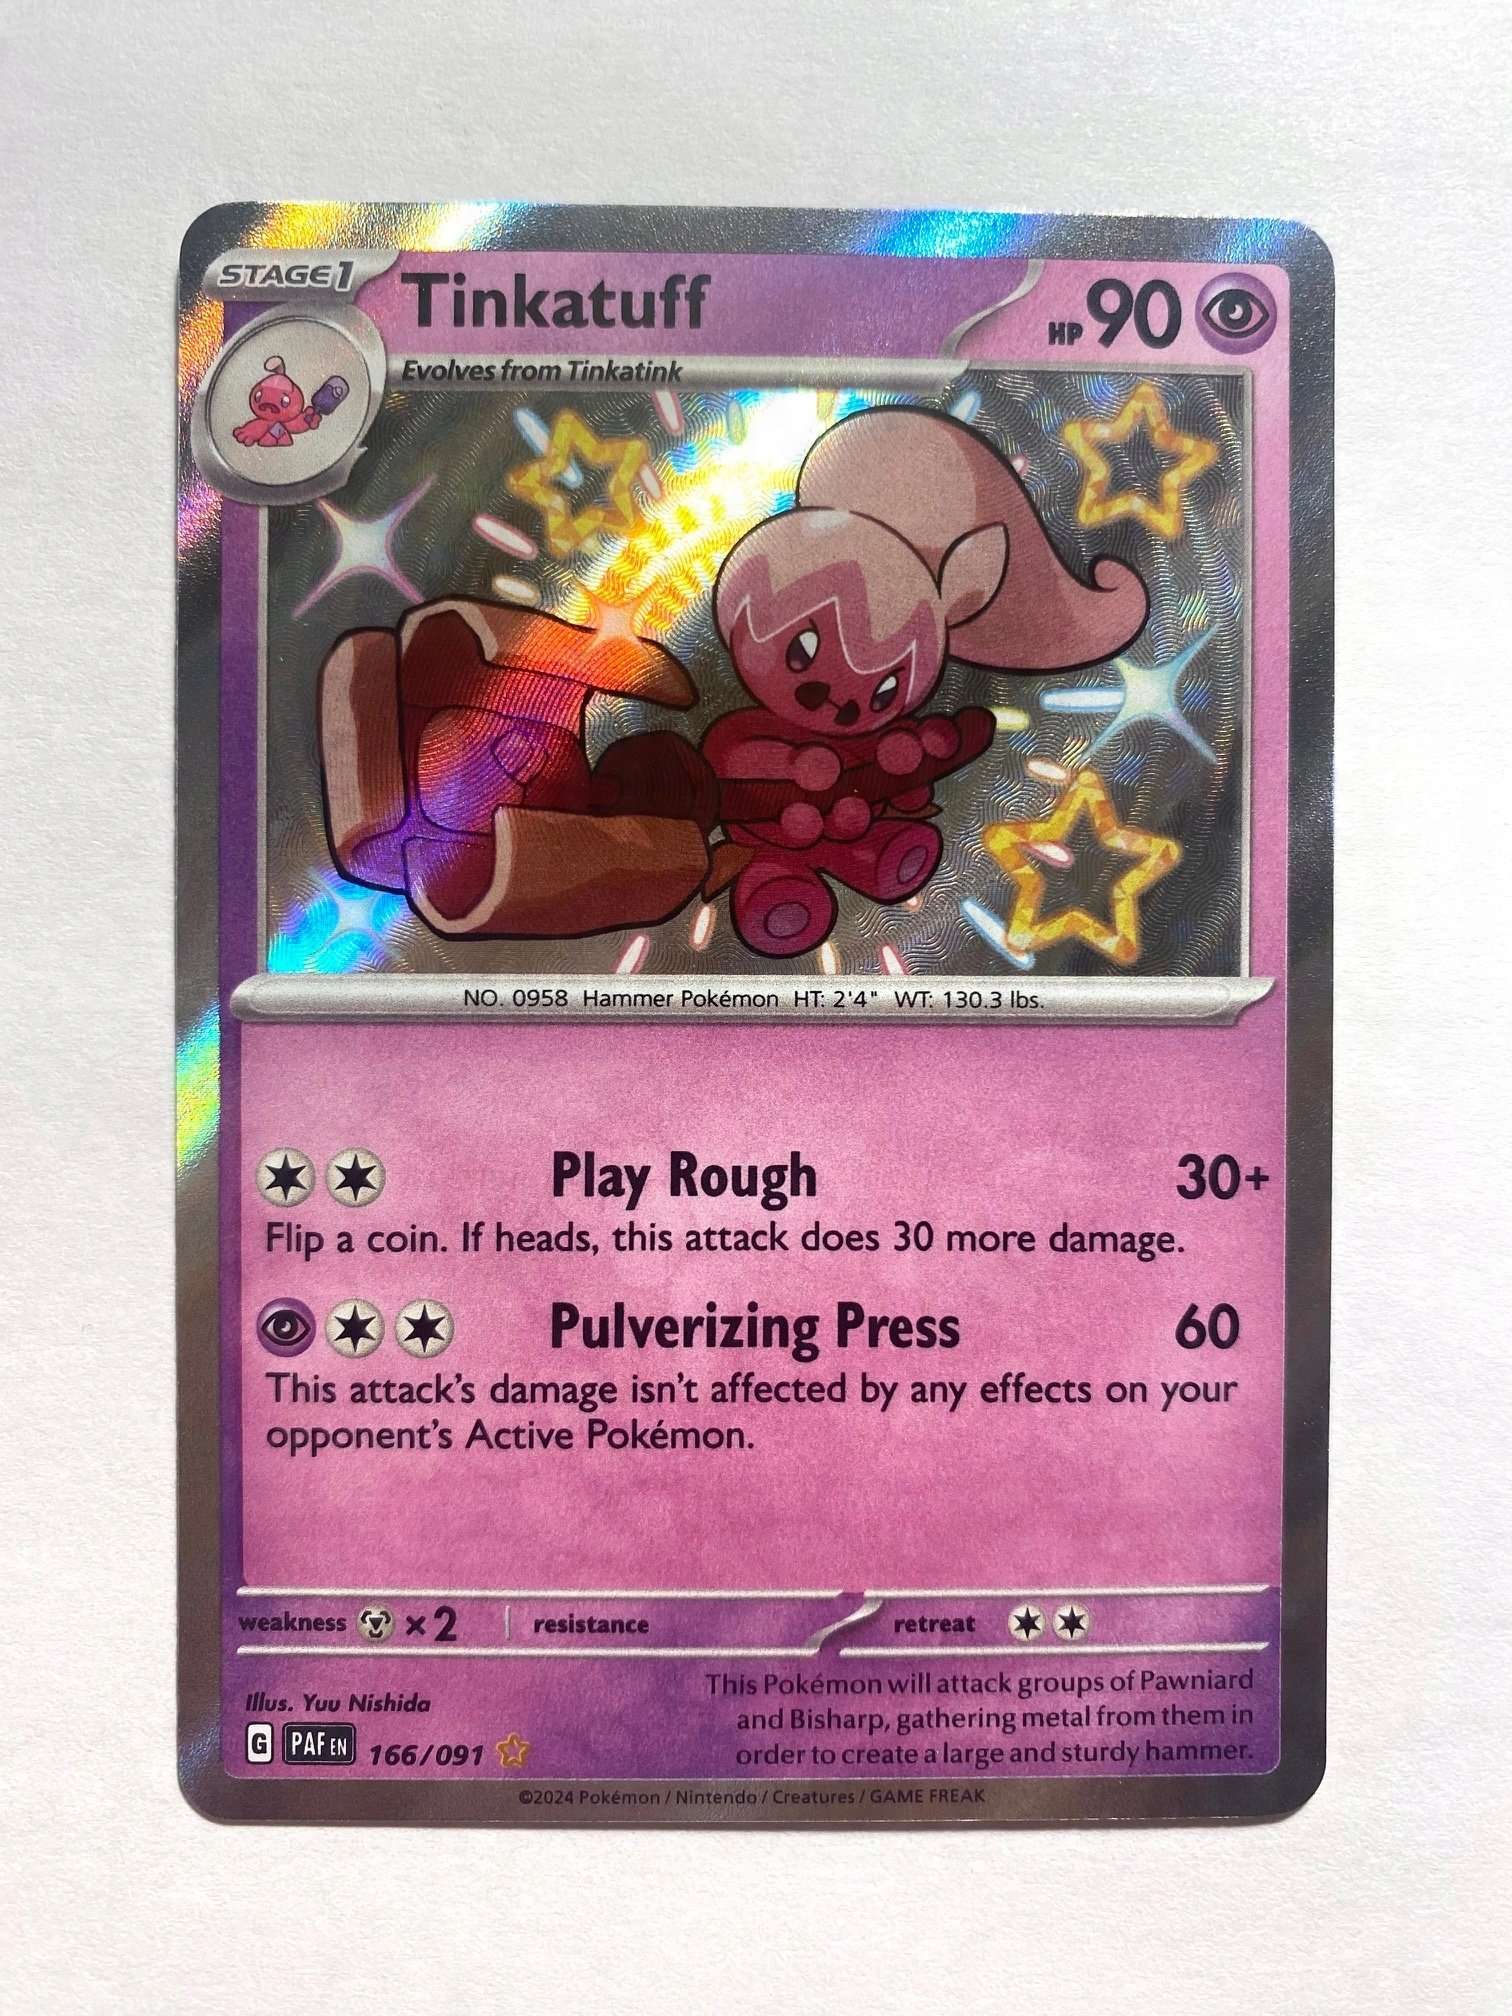 STAGE 1
Tinkatuff
HP 90
Evolves from Tinkatink
NO. 0958 Hammer Pokémon HT: 2'4" WT: 130.3 lbs.
Play Rough 30+
Flip a coin. If heads, this attack does 30 more damage.
Pulverizing Press 60
This attack's damage isn't affected by any effects on your
opponent's Active Pokémon.
weakness ×2 resistance retreat
Illus. Yuu Nishida
G PAF EN 166/091
This Pokémon will attack groups of Pawniard
and Bisharp, gathering metal from them in
order to create a large and sturdy hammer.
©2024 Pokémon / Nintendo / Creatures / GAME FREAK